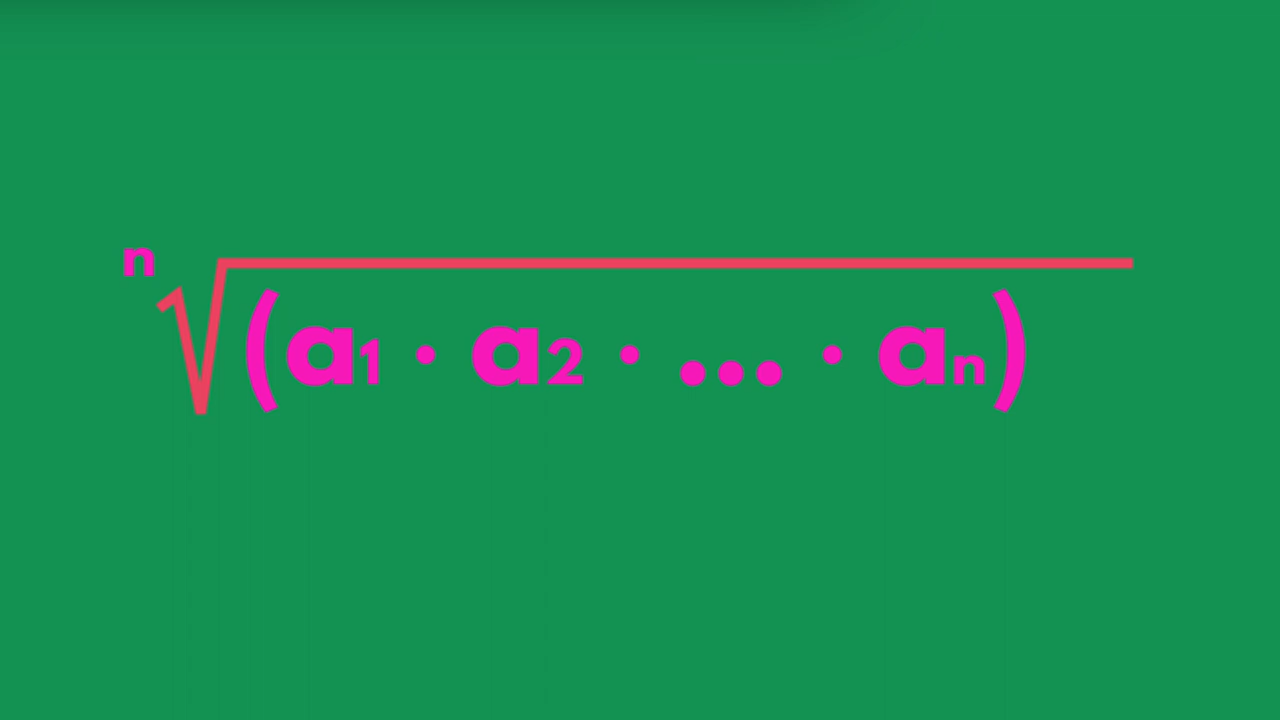 n√(a₁ · a₂ · ... · aₙ)